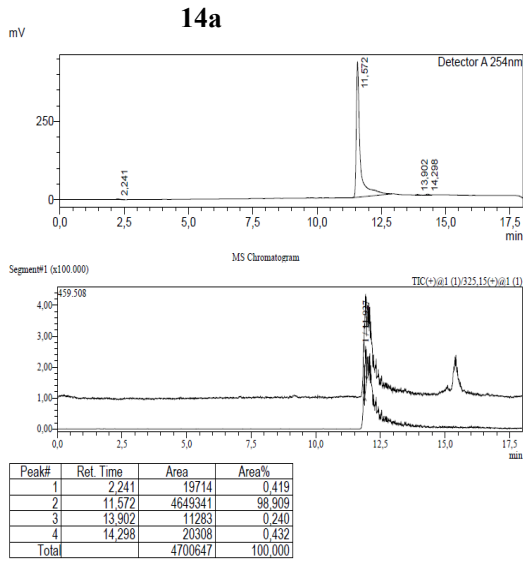 14a
mV
Detector A 254nm
11,572
250
2,241
13,902
14,298
0
0,0 2,5 5,0 7,5 10,0 12,5 15,0 17,5
min
MS Chromatogram
Segment#1 (x100.000)
TIC(+)@1 (1)/325,15(+)@1 (1)
459.508
4,00
3,00
2,00
1,00
0,00
0,0 2,5 5,0 7,5 10,0 12,5 15,0 17,5
min
Peak# Ret. Time Area Area%
1 2,241 19714 0,419
2 11,572 4649341 98,909
3 13,902 11283 0,240
4 14,298 20308 0,432
Total 4700647 100,000